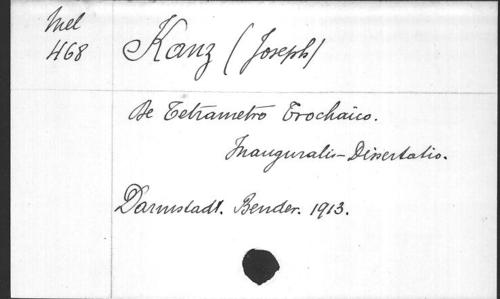 Mel
468
Kanz (Joseph)
De Tetrametro Trochaico.
Inauguralis-Dissertatio.
Darmstadt. Bender. 1913.